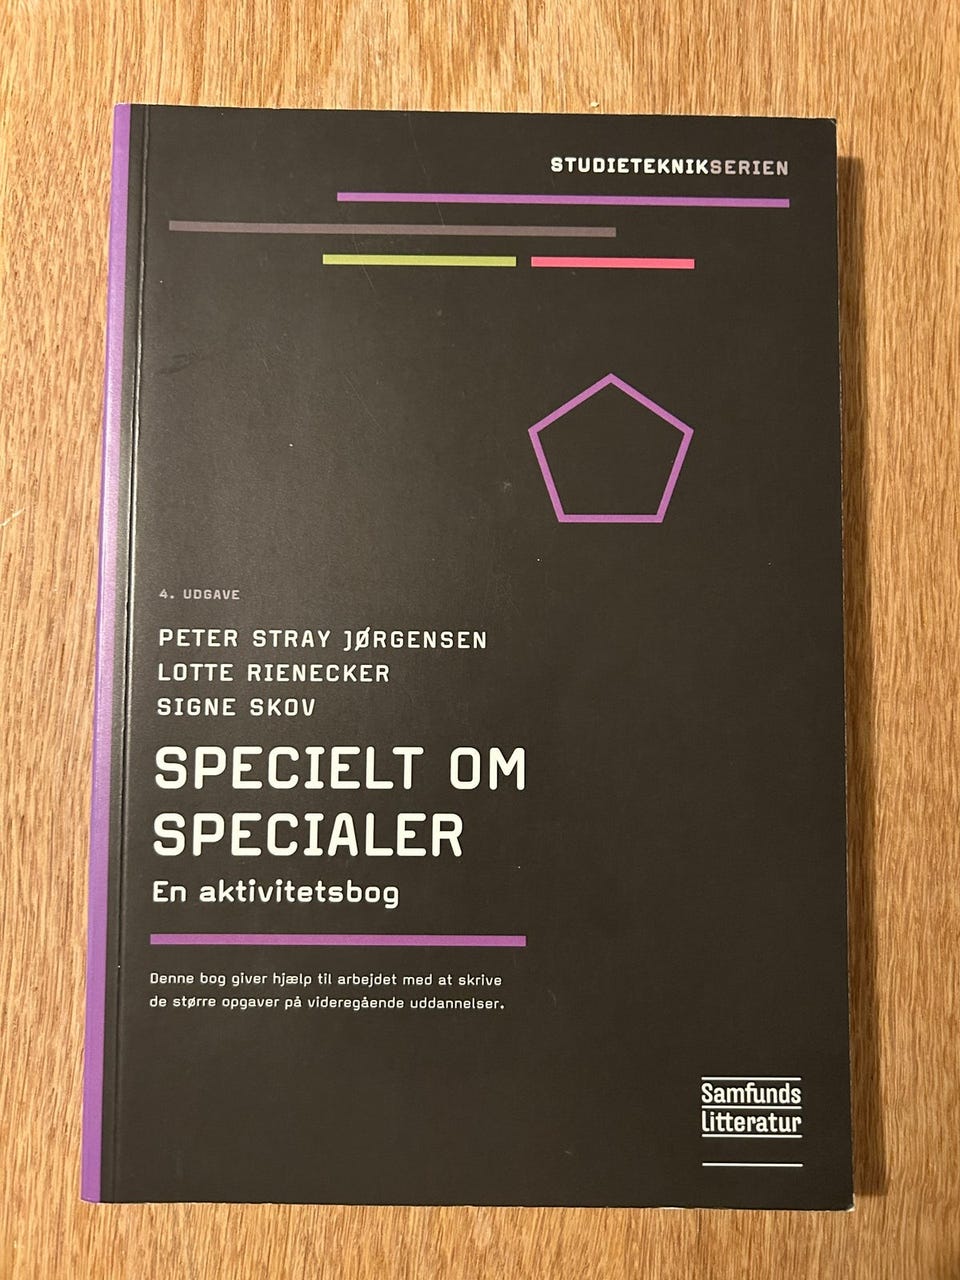 STUDIETEKNIKSERIEN
4. UDGAVE
PETER STRAY JØRGENSEN
LOTTE RIENECKER
SIGNE SKOV
SPECIELT OM
SPECIALER
En aktivitetsbog
Denne bog giver hjælp til arbejdet med at skrive
de større opgaver på videregående uddannelser.
Samfunds
litteratur